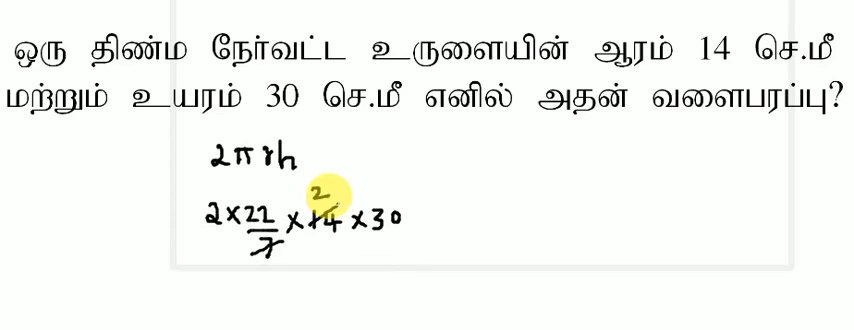 ஒரு திண்ம நேர்வட்ட உருளையின் ஆரம் 14 செ.மீ
மற்றும் உயரம் 30 செ.மீ எனில் அதன் வளைபரப்பு?
2πrh
2
2 × 22/7 × 14 × 30